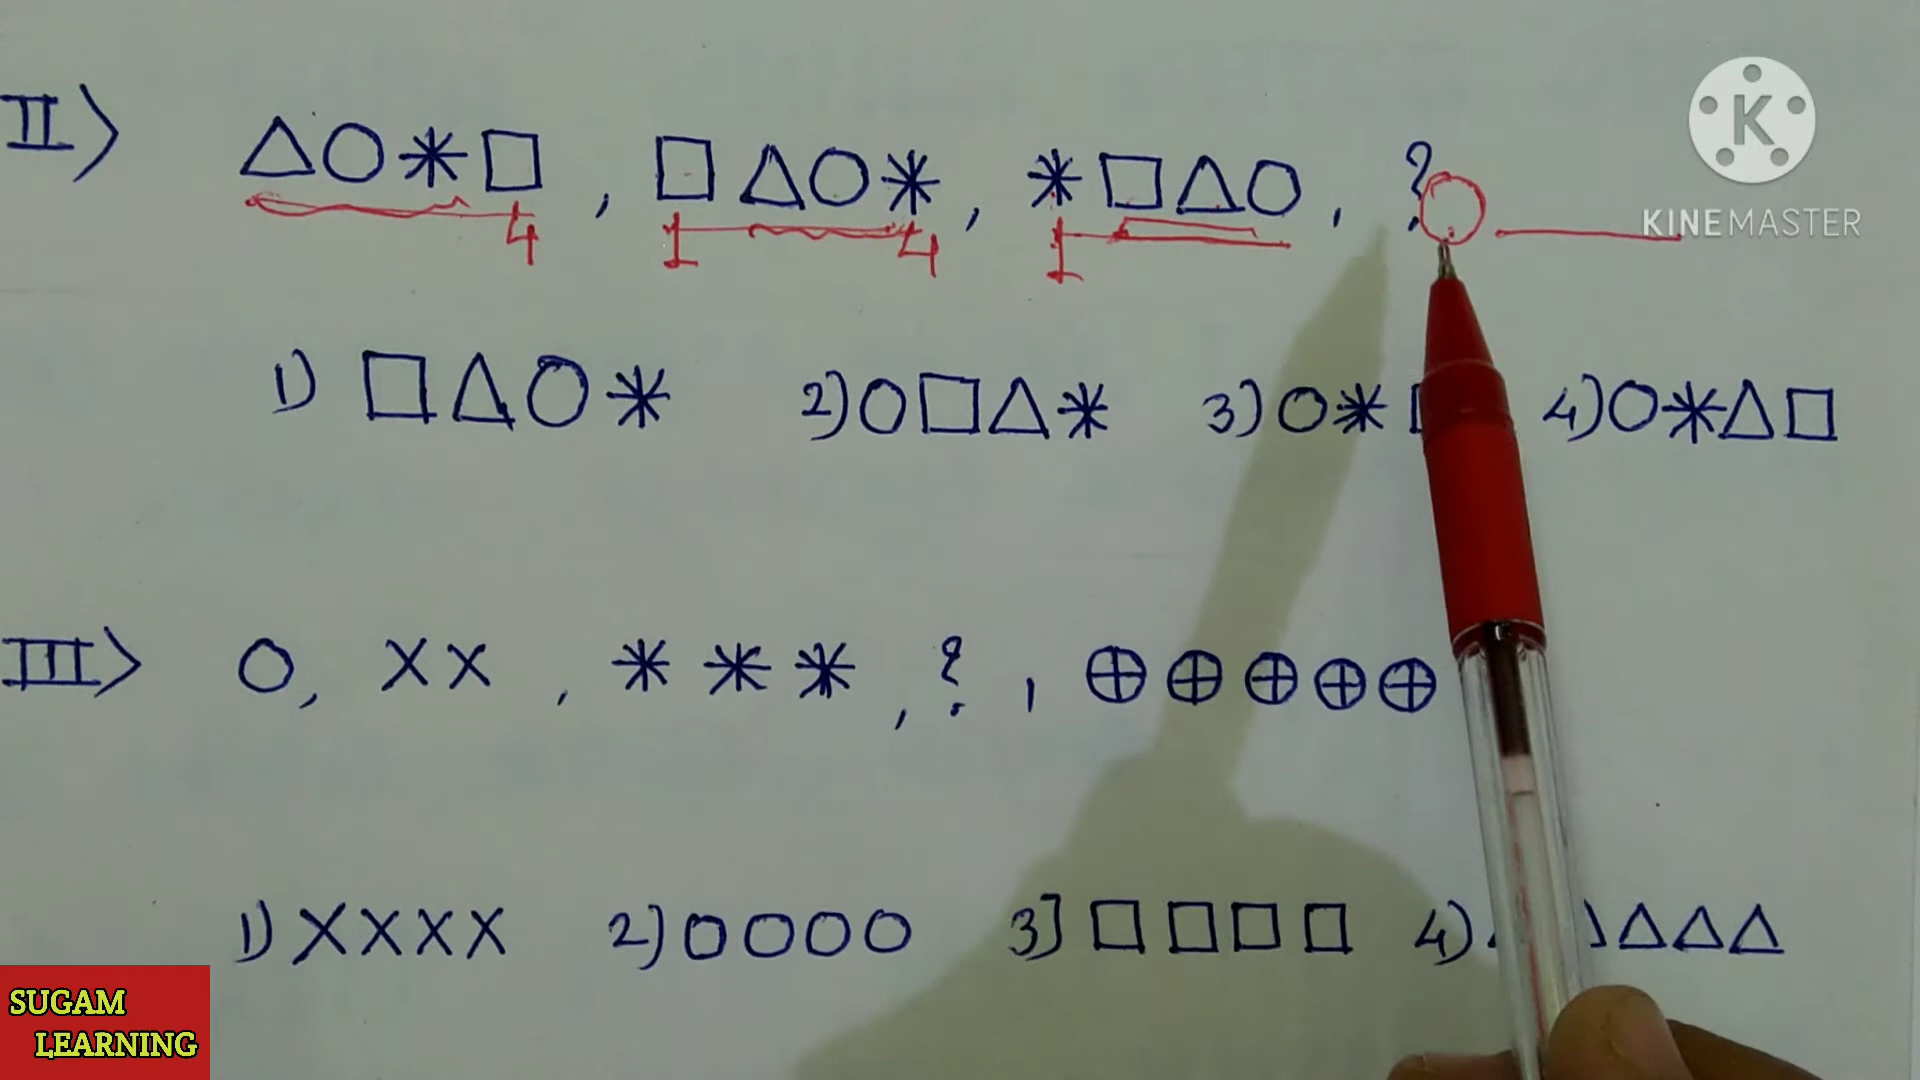 II> △○*□, □△○*, *□△○, ? ○
4 1 4 1
KINEMASTER
1) □△○* 2) ○□△* 3) ○* 4) ○*△□
III> ○, XX, ***, ?, ⊕⊕⊕⊕⊕
1) XXXX 2) ○○○○ 3] □□□□ 4) △△△
SUGAM
LEARNING